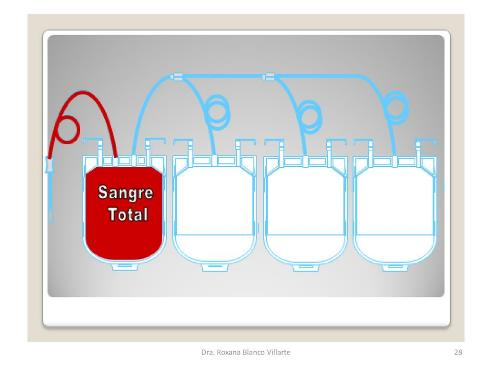 Sangre
Total
Dra. Roxana Blanco Villarte
28